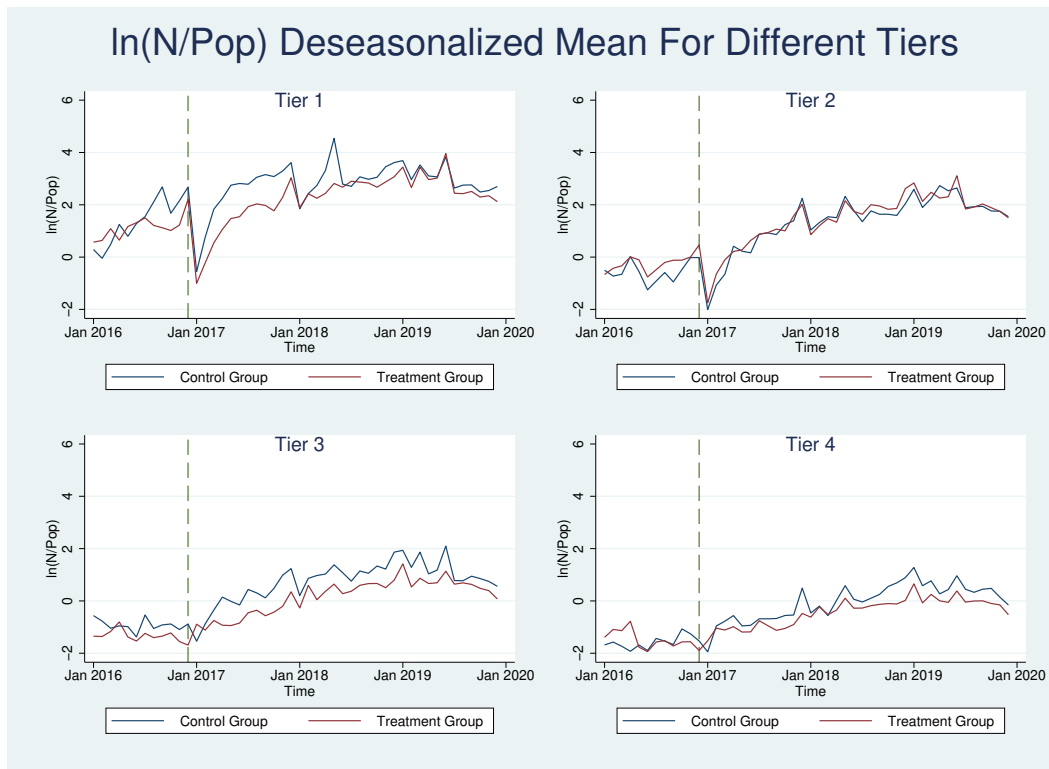 ln(N/Pop) Deseasonalized Mean For Different Tiers
Tier 1
ln(N/Pop)
6
4
2
0
−2
Jan 2016 Jan 2017 Jan 2018 Jan 2019 Jan 2020
Time
Control Group Treatment Group
Tier 2
ln(N/Pop)
6
4
2
0
−2
Jan 2016 Jan 2017 Jan 2018 Jan 2019 Jan 2020
Time
Control Group Treatment Group
Tier 3
ln(N/Pop)
6
4
2
0
−2
Jan 2016 Jan 2017 Jan 2018 Jan 2019 Jan 2020
Time
Control Group Treatment Group
Tier 4
ln(N/Pop)
6
4
2
0
−2
Jan 2016 Jan 2017 Jan 2018 Jan 2019 Jan 2020
Time
Control Group Treatment Group